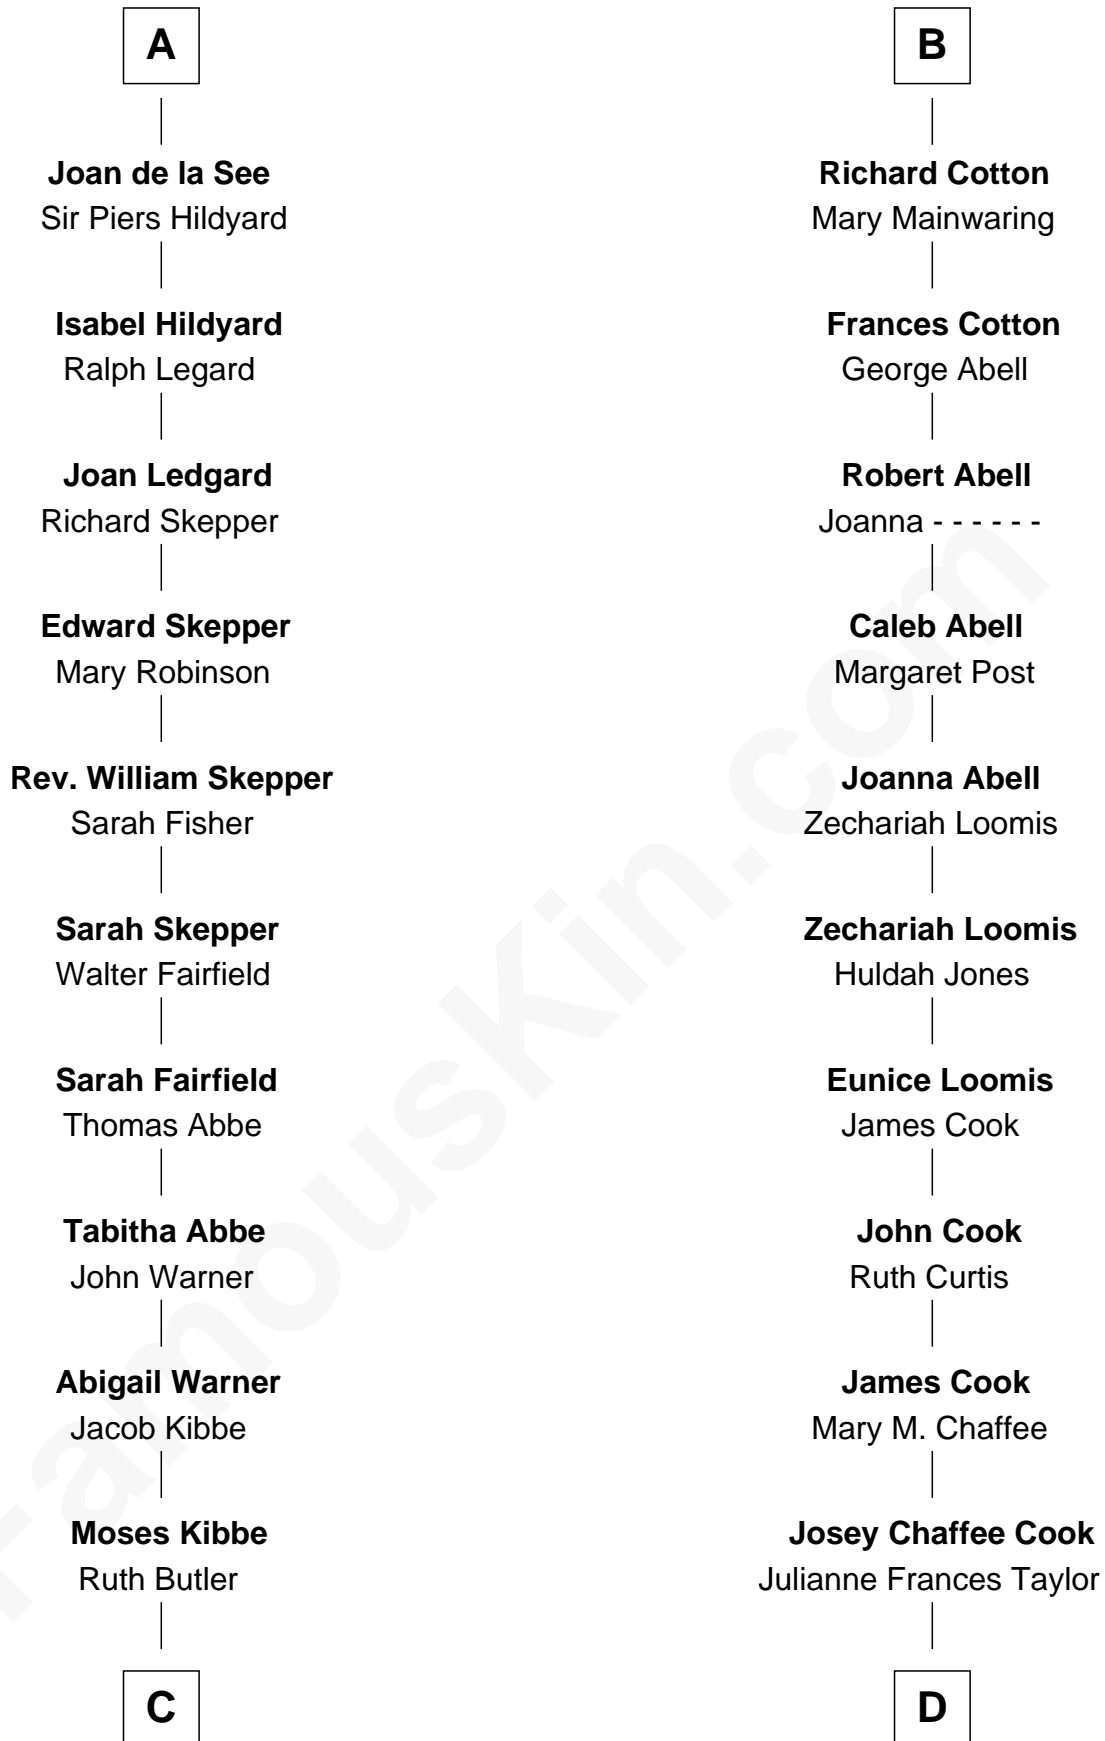 A
Joan de la See
Sir Piers Hildyard
Isabel Hildyard
Ralph Legard
Joan Ledgard
Richard Skepper
Edward Skepper
Mary Robinson
Rev. William Skepper
Sarah Fisher
Sarah Skepper
Walter Fairfield
Sarah Fairfield
Thomas Abbe
Tabitha Abbe
John Warner
Abigail Warner
Jacob Kibbe
Moses Kibbe
Ruth Butler
C
B
Richard Cotton
Mary Mainwaring
Frances Cotton
George Abell
Robert Abell
Joanna - - - - - -
Caleb Abell
Margaret Post
Joanna Abell
Zechariah Loomis
Zechariah Loomis
Huldah Jones
Eunice Loomis
James Cook
John Cook
Ruth Curtis
James Cook
Mary M. Chaffee
Josey Chaffee Cook
Julianne Frances Taylor
D
FamousKin.com